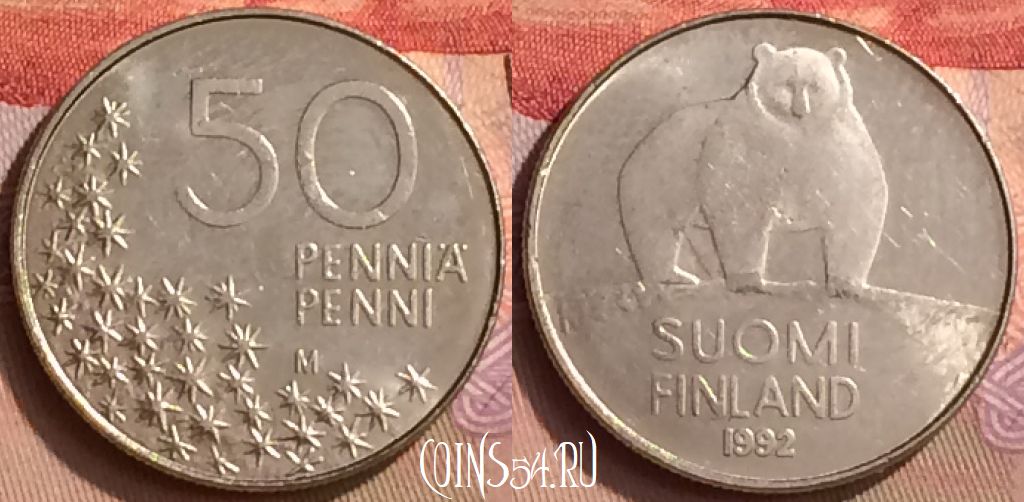 50
PENNIÄ
PENNI
M
SUOMI
FINLAND
1992
COINS54.RU